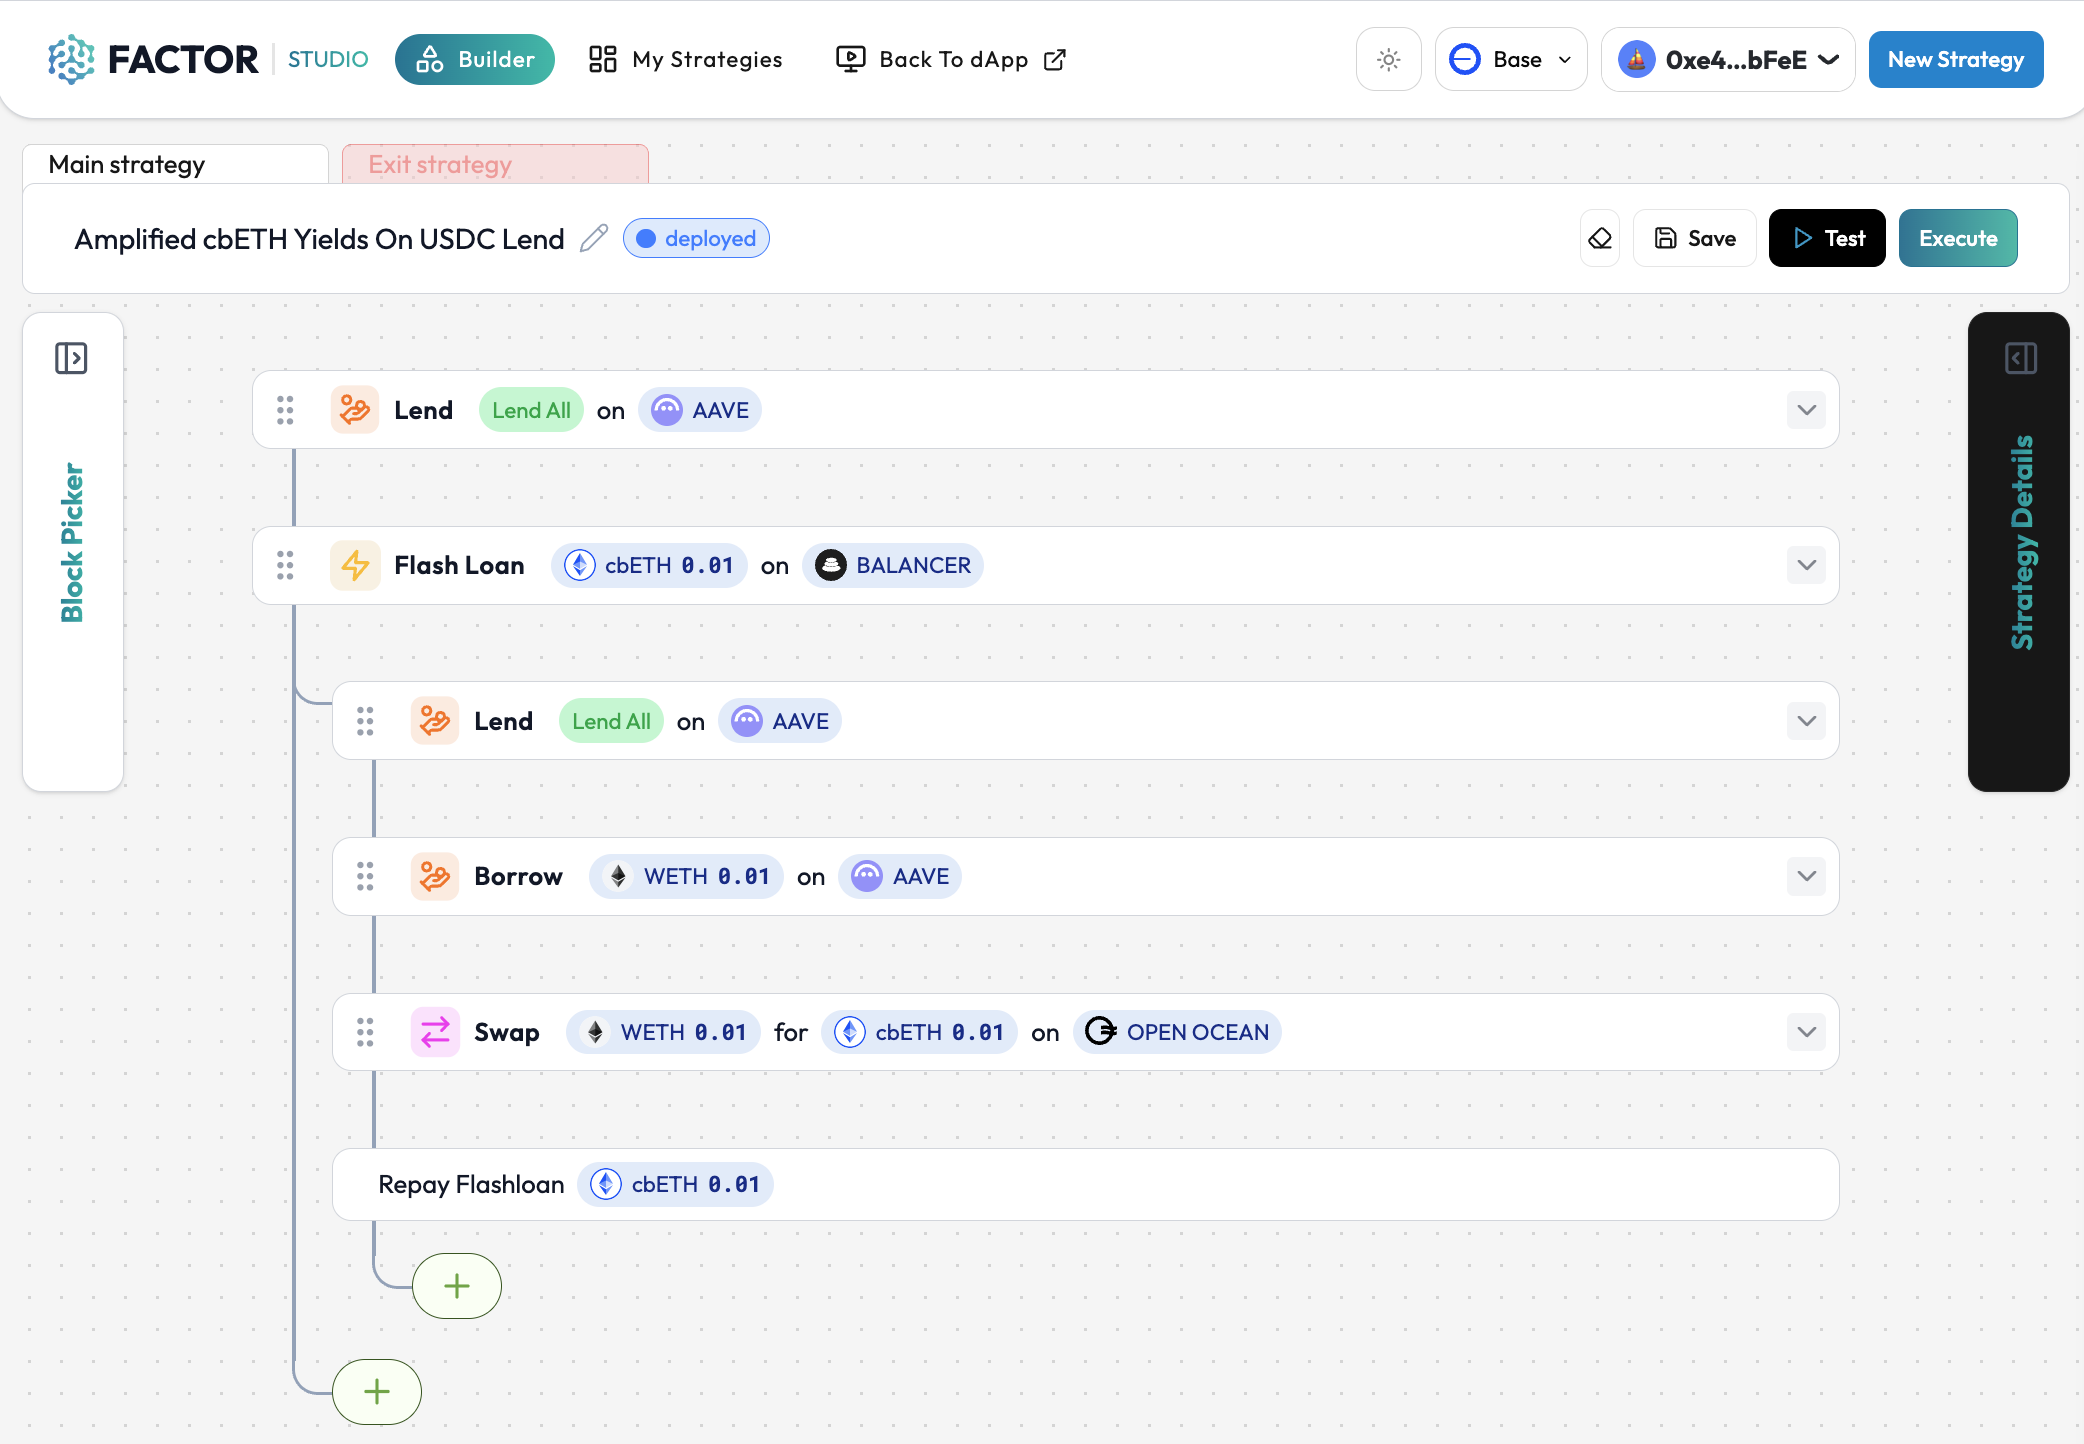 FACTOR STUDIO Builder My Strategies Back To dApp Base 0xe4...bFeE New Strategy
Main strategy Exit strategy
Amplified cbETH Yields On USDC Lend deployed Save Test Execute
Block Picker
Strategy Details
Lend Lend All on AAVE
Flash Loan cbETH 0.01 on BALANCER
Lend Lend All on AAVE
Borrow WETH 0.01 on AAVE
Swap WETH 0.01 for cbETH 0.01 on OPEN OCEAN
Repay Flashloan cbETH 0.01